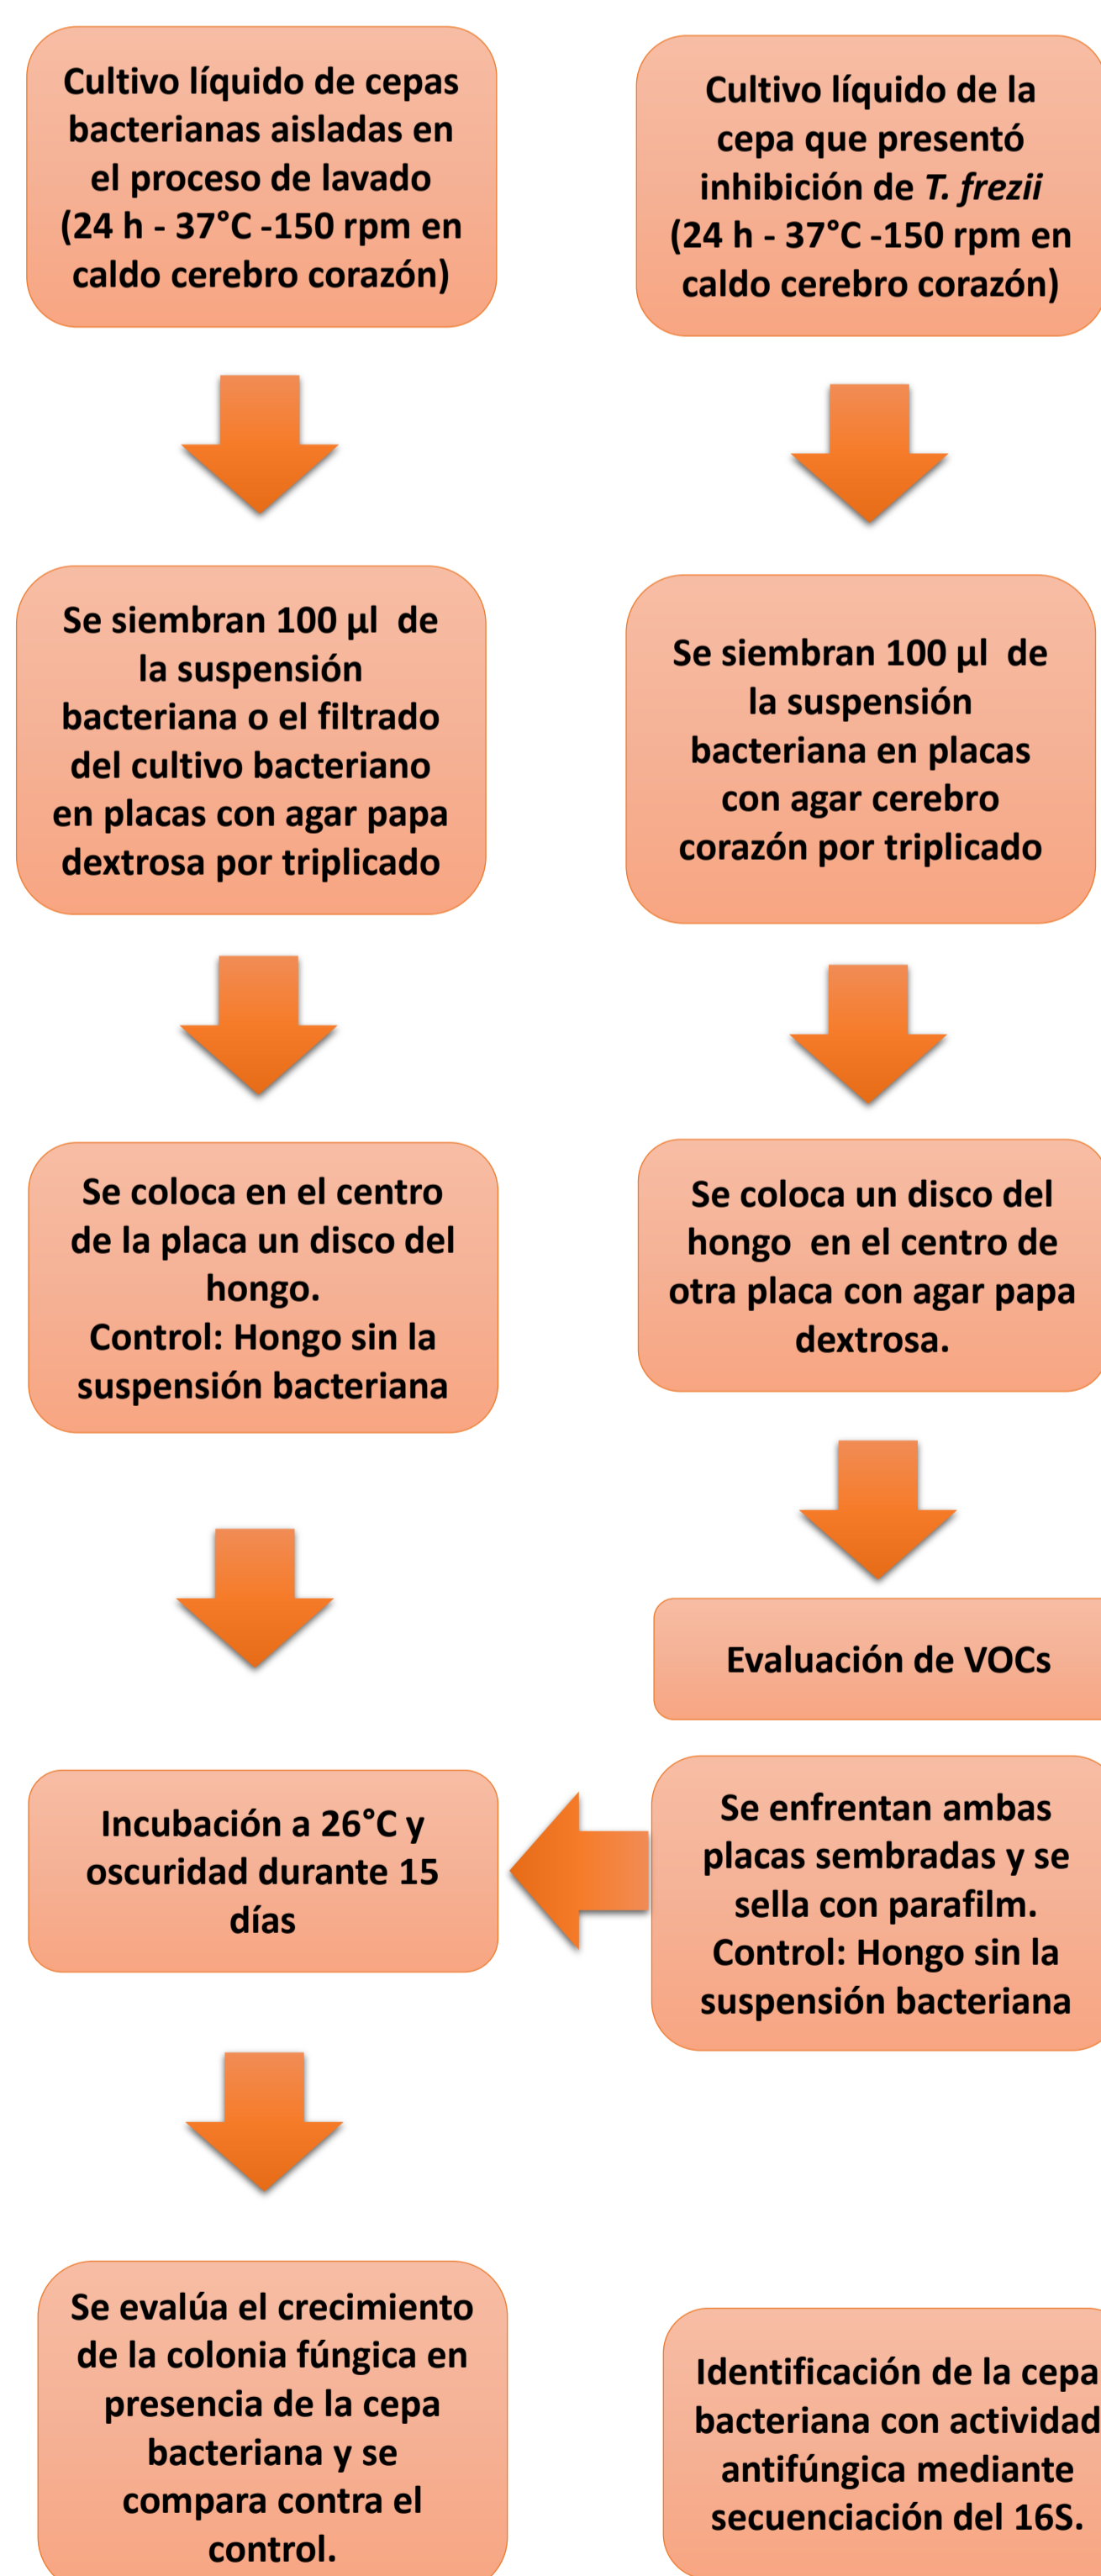 Cultivo líquido de cepas
bacterianas aisladas en
el proceso de lavado
(24 h - 37°C -150 rpm en
caldo cerebro corazón)
Se siembran 100 µl  de
la suspensión
bacteriana o el filtrado
del cultivo bacteriano
en placas con agar papa
dextrosa por triplicado
Se coloca en el centro
de la placa un disco del
hongo.
Control: Hongo sin la
suspensión bacteriana
Incubación a 26°C y
oscuridad durante 15
días
Se evalúa el crecimiento
de la colonia fúngica en
presencia de la cepa
bacteriana y se
compara contra el
control.
Cultivo líquido de la
cepa que presentó
inhibición de T. frezii
(24 h - 37°C -150 rpm en
caldo cerebro corazón)
Se siembran 100 µl  de
la suspensión
bacteriana en placas
con agar cerebro
corazón por triplicado
Se coloca un disco del
hongo  en el centro de
otra placa con agar papa
dextrosa.
Evaluación de VOCs
Se enfrentan ambas
placas sembradas y se
sella con parafilm.
Control: Hongo sin la
suspensión bacteriana
Identificación de la cepa
bacteriana con actividad
antifúngica mediante
secuenciación del 16S.